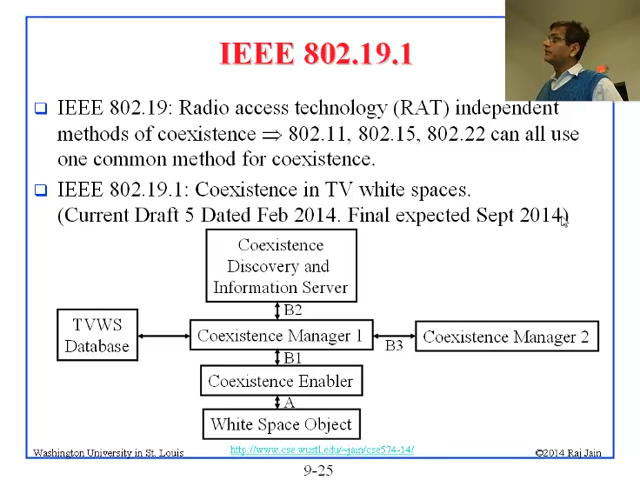 IEEE 802.19.1
IEEE 802.19: Radio access technology (RAT) independent
methods of coexistence ⇒ 802.11, 802.15, 802.22 can all use
one common method for coexistence.
IEEE 802.19.1: Coexistence in TV white spaces.
(Current Draft 5 Dated Feb 2014. Final expected Sept 2014)
Coexistence
Discovery and
Information Server
B2
TVWS
Database
Coexistence Manager 1
B3
Coexistence Manager 2
B1
Coexistence Enabler
A
White Space Object
Washington University in St. Louis
http://www.cse.wustl.edu/~jain/cse574-14/
©2014 Raj Jain
9-25